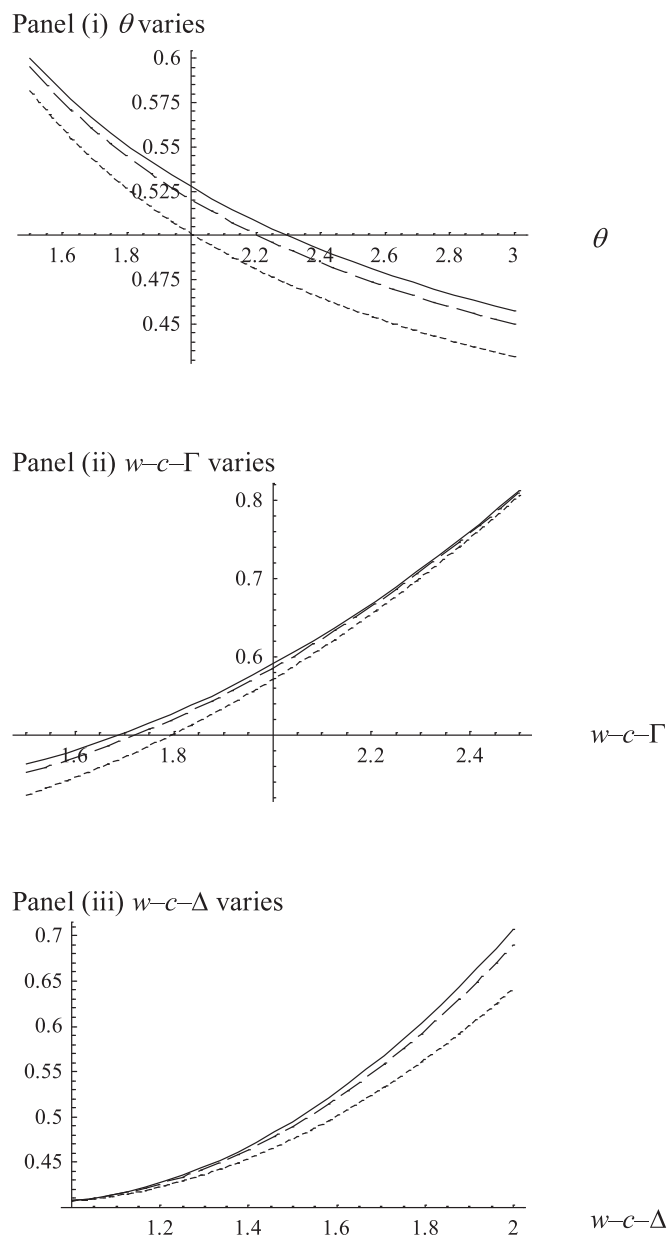 Panel (i) θ varies
0.6
0.575
0.55
0.525
1.6 1.8 2.2 2.4 2.6 2.8 3 θ
0.475
0.45
Panel (ii) w–c–Γ varies
0.8
0.7
0.6
1.6 1.8 2.2 2.4 w–c–Γ
Panel (iii) w–c–Δ varies
0.7
0.65
0.6
0.55
0.5
0.45
1.2 1.4 1.6 1.8 2 w–c–Δ